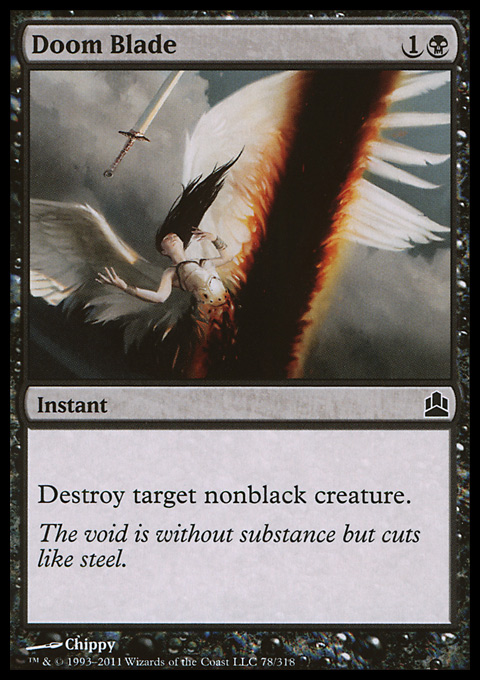 Doom Blade 1
Instant
Destroy target nonblack creature.
The void is without substance but cuts
like steel.
Chippy
™ & © 1993–2011 Wizards of the Coast LLC 78/318